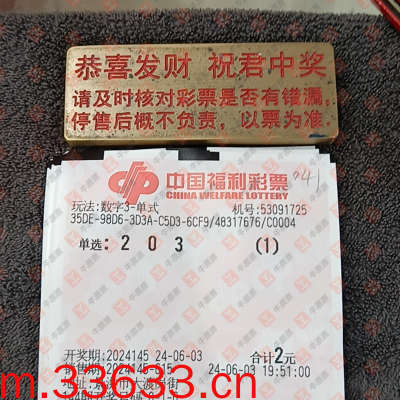 恭喜发财 祝君中奖
请及时核对彩票是否有错漏,
停售后概不负责, 以票为准.
中国福利彩票
CHINA WELFARE LOTTERY
041
玩法:数字3-单式 机号:53091725
35DE-98D6-3D3A-C5D3-6CF9/48317676/C0004
单选: 2 0 3 (1)
开奖期:2024145 24-06-03 合计2元
24-06-03 19:51:00
m.33633.cn